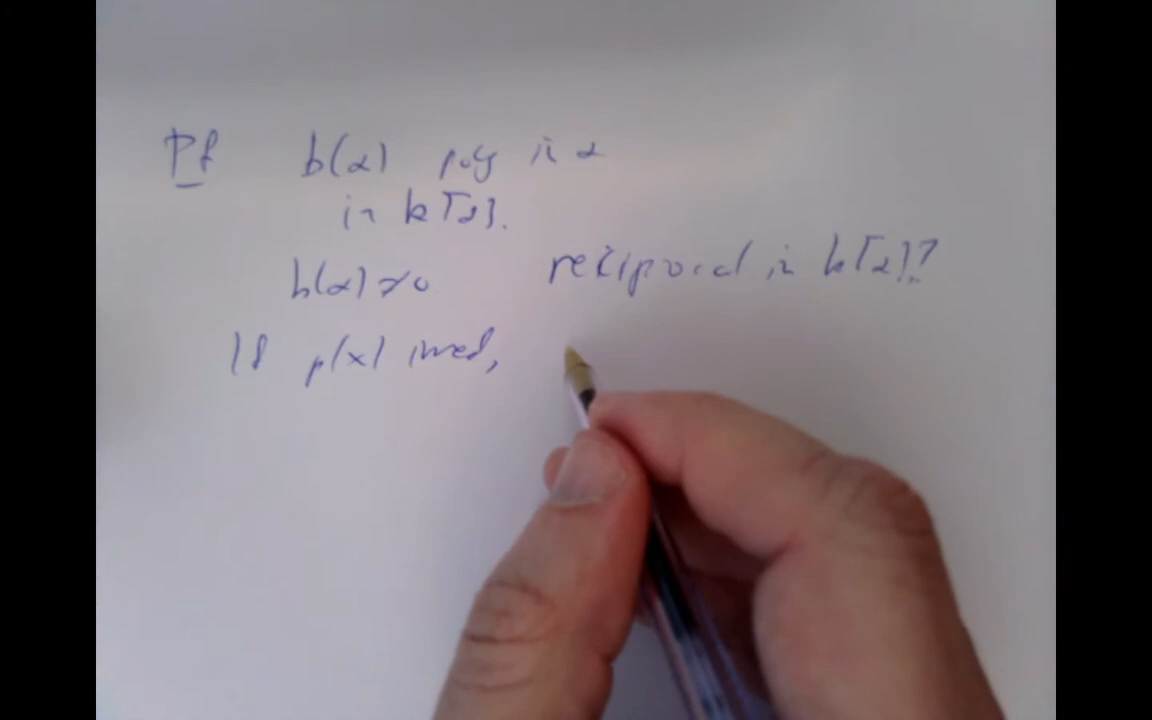 Pf b(α) poly in α
in k[α].
b(α) ≠ 0 reciprocal in k[α]?
If p(x) irred,